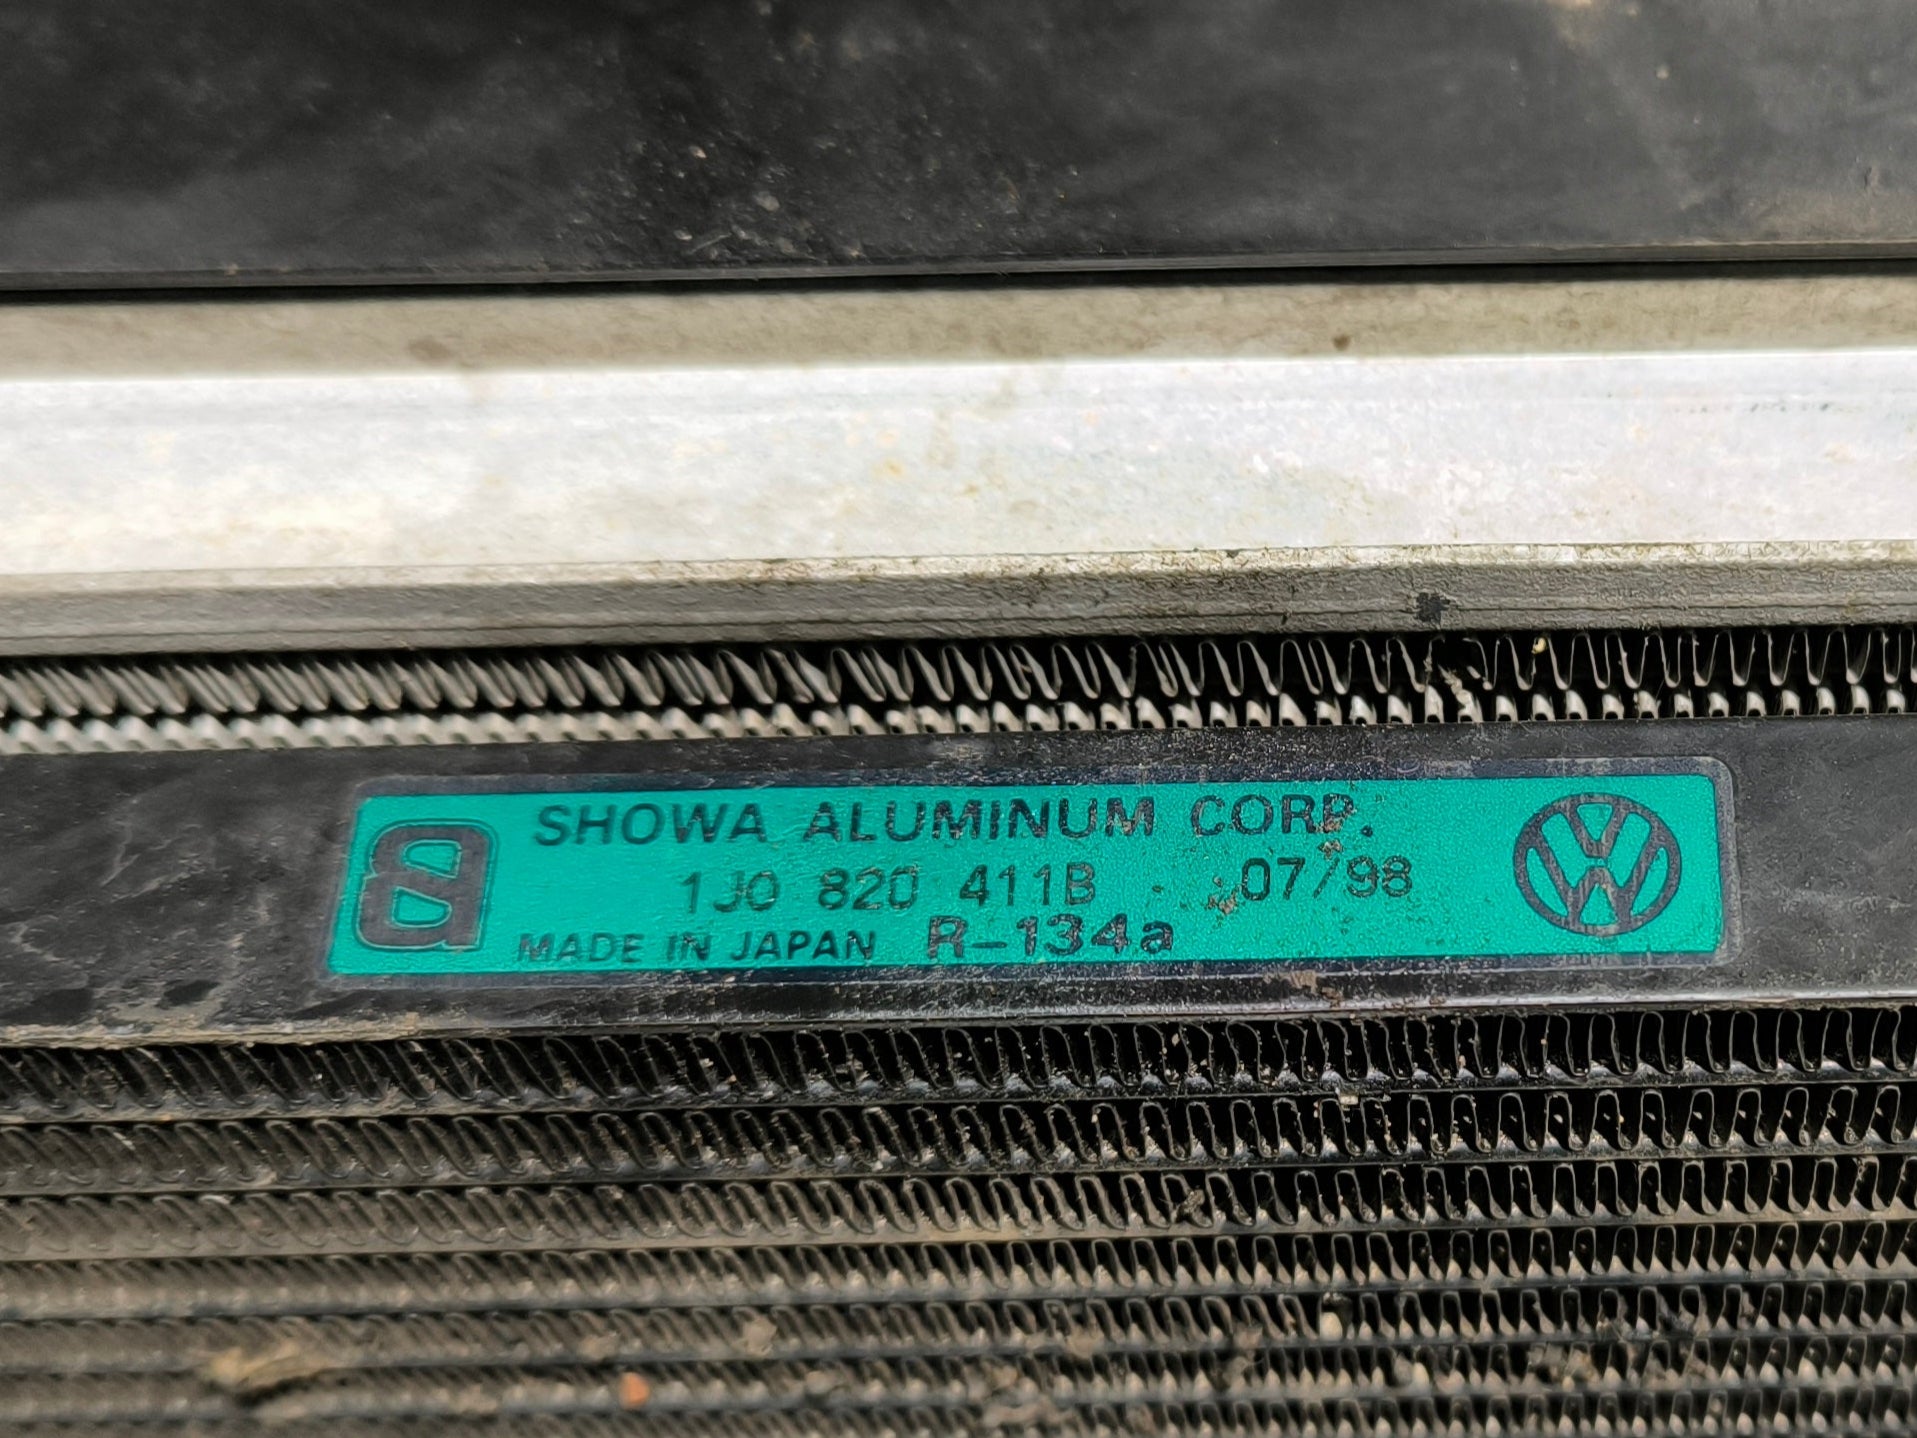 SHOWA ALUMINUM CORP.
1J0 820 411B 07/98
MADE IN JAPAN R-134a